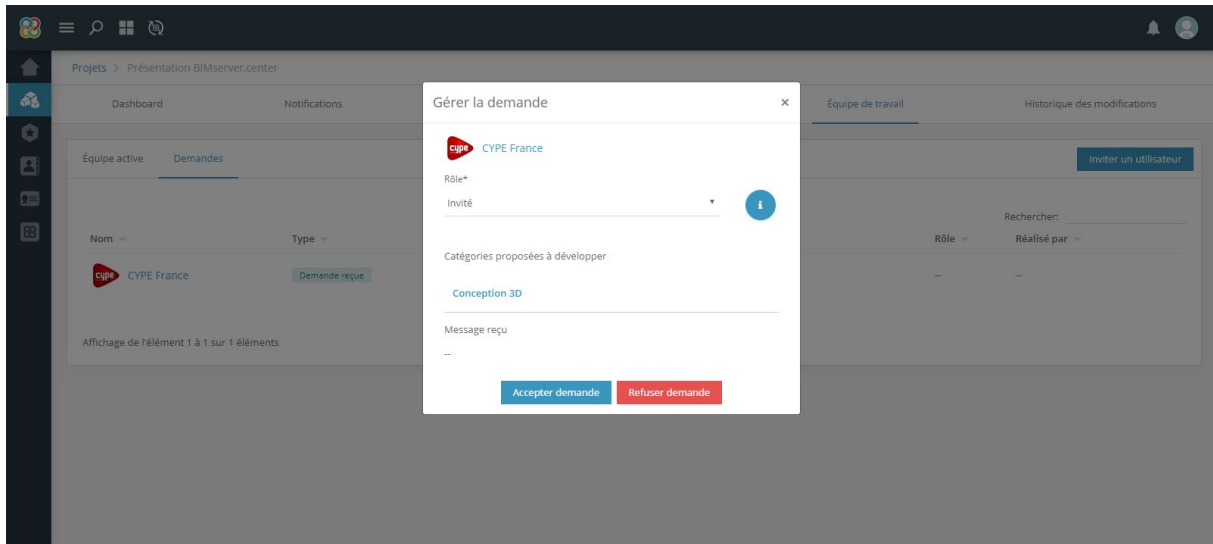 Projets > Présentation BIMserver.center
Dashboard
Notifications
Équipe de travail
Historique des modifications
Équipe active
Demandes
Inviter un utilisateur
Rechercher:
Nom
Type
Rôle
Réalisé par
cype
CYPE France
Demande reçue
--
--
Affichage de l'élément 1 à 1 sur 1 éléments
Gérer la demande
×
cype
CYPE France
Rôle*
Invité
i
Catégories proposées à développer
Conception 3D
Message reçu
--
Accepter demande
Refuser demande